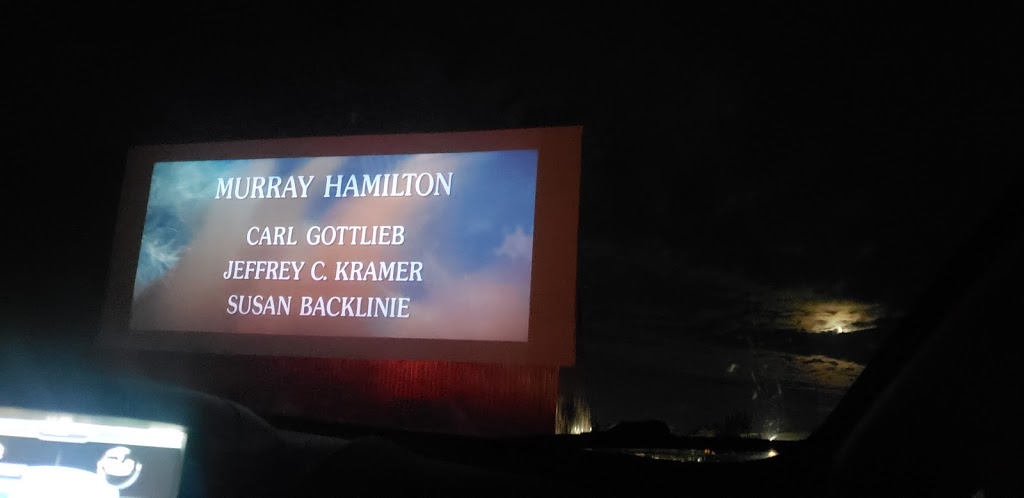 MURRAY HAMILTON
CARL GOTTLIEB
JEFFREY C. KRAMER
SUSAN BACKLINIE